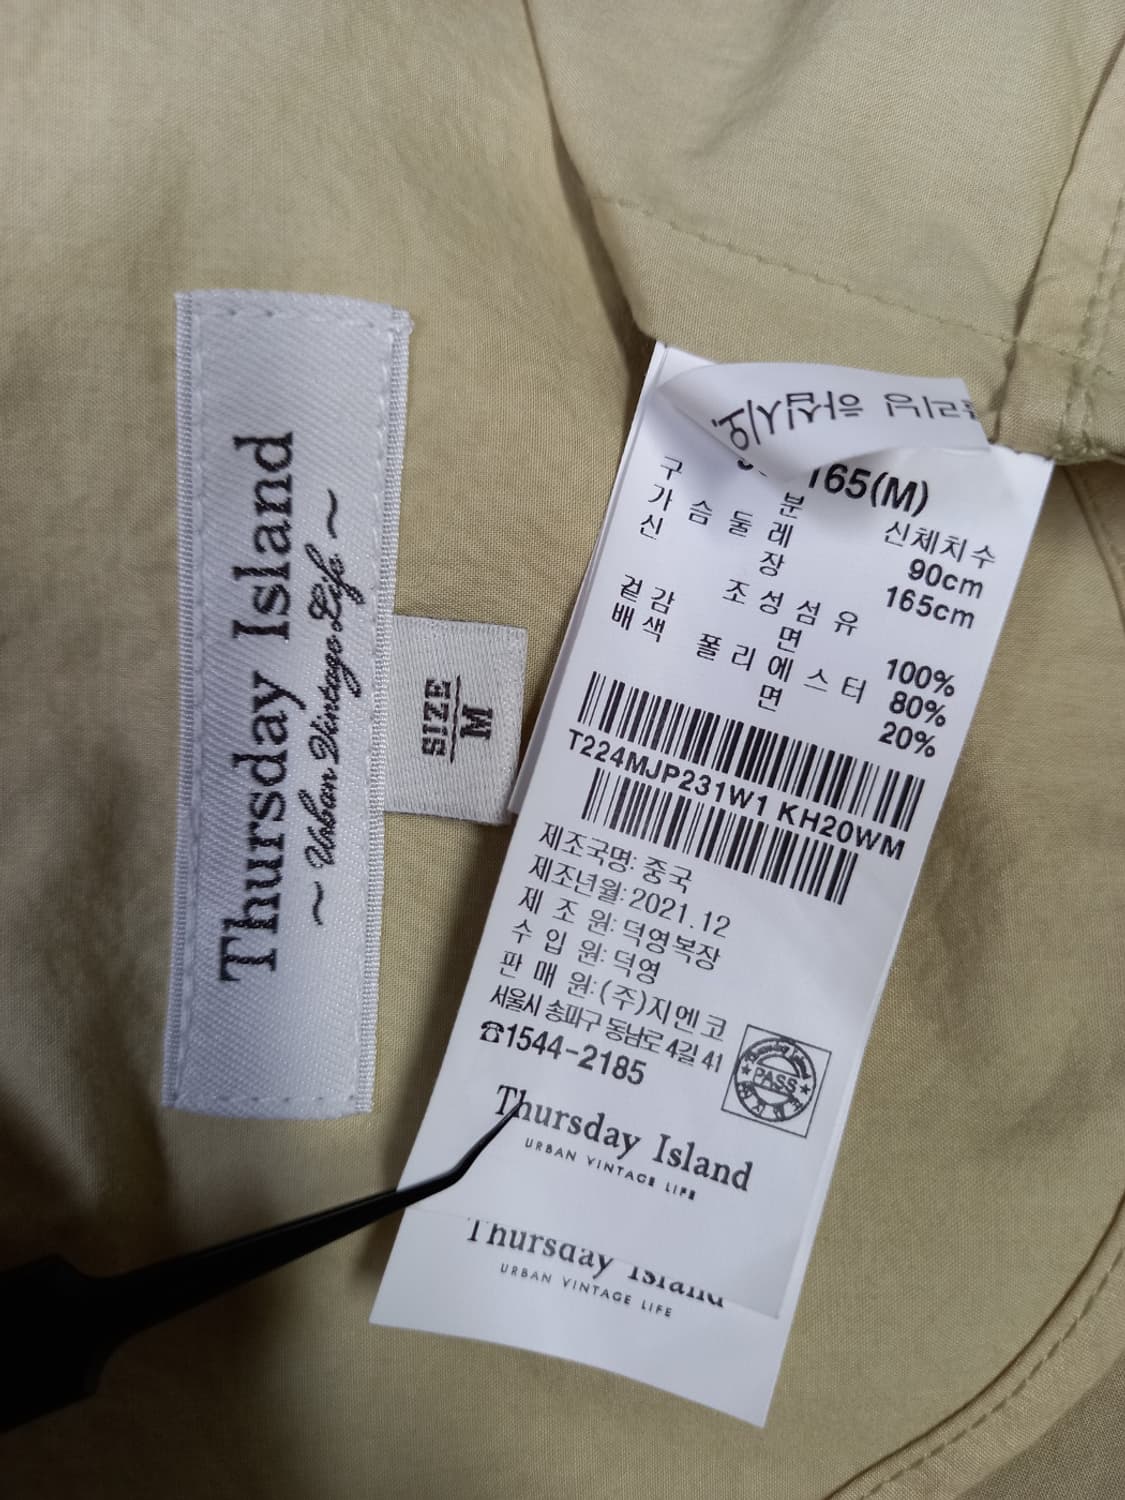 Thursday Island
~ Urban Vintage Life ~
SIZE
M
하십시오.
165(M)
구 분 신체치수
가슴둘레 90cm
신 장 165cm
조성섬유
겉감 면 100%
배색 폴리에스터 80%
면 20%
T224MJP231W1 KH20WM
제조국명: 중국
제조년월: 2021.12
제 조 원: 덕영복장
수 입 원: 덕영
판 매 원: (주)지엔코
서울시 송파구 동남로 4길 41
☎1544-2185
PASS
Thursday Island
URBAN VINTAGE LIFE
Thursday Island
URBAN VINTAGE LIFE